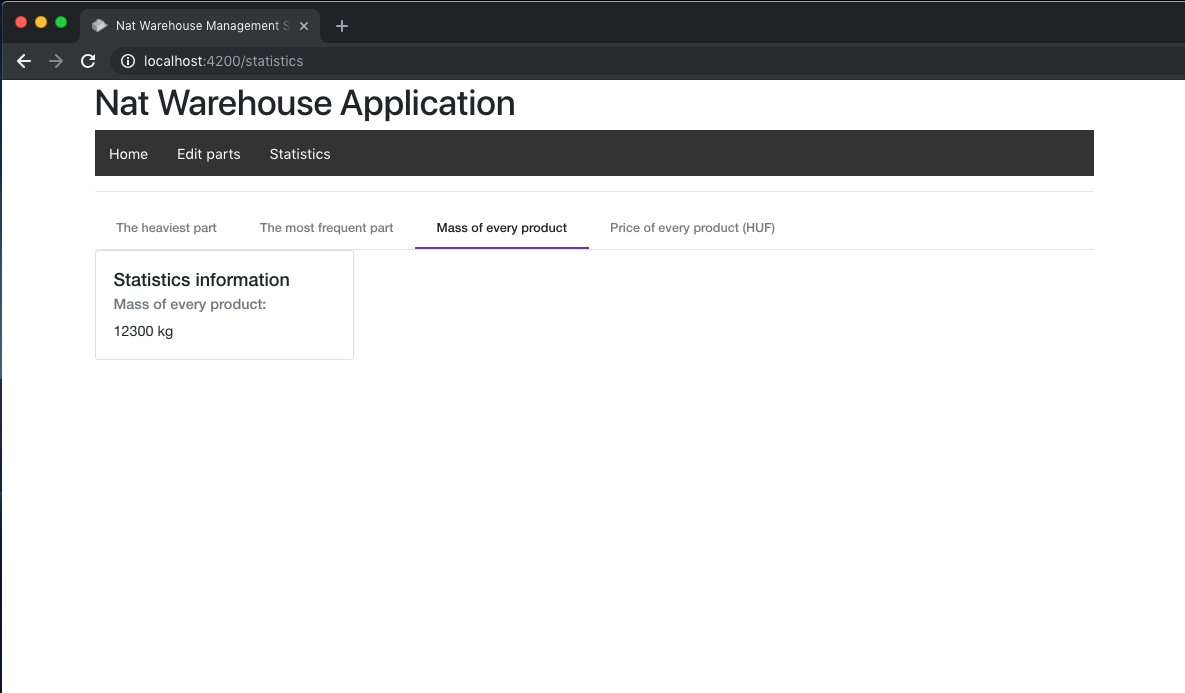 Nat Warehouse Management S
localhost:4200/statistics
Nat Warehouse Application
Home Edit parts Statistics
The heaviest part The most frequent part Mass of every product Price of every product (HUF)
Statistics information
Mass of every product:
12300 kg